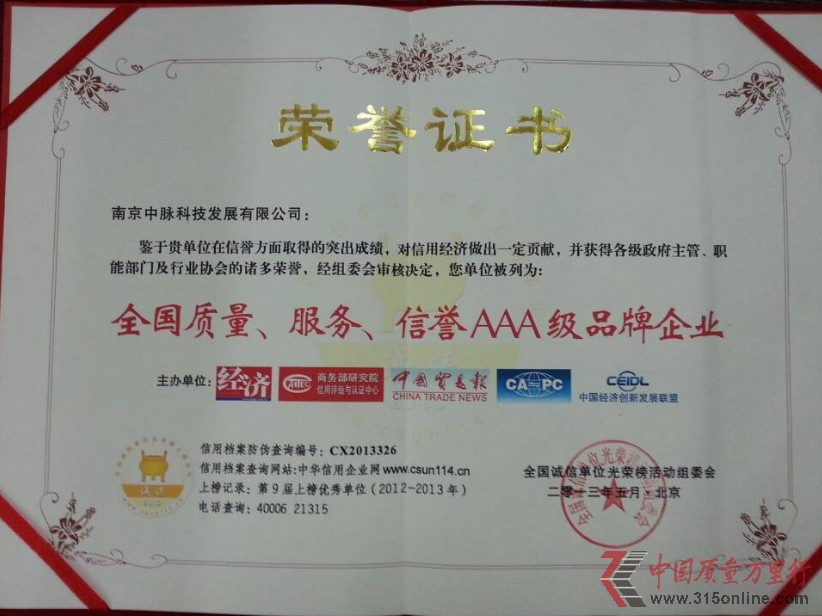 荣誉证书
南京中脉科技发展有限公司：
鉴于贵单位在信誉方面取得的突出成绩，对信用经济做出一定贡献，并获得各级政府主管、职
能部门及行业协会的诸多荣誉，经组委会审核决定，您单位被列为：
全国质量、服务、信誉AAA级品牌企业
主办单位：
经济
商务部研究院
信用评级与认证中心
中国贸易报
CHINA TRADE NEWS
CA PC
CEIDL
中国经济创新发展联盟
信用档案防伪查询编号：CX2013326
信用档案查询网站：中华信用企业网www.csun114.cn
上榜记录：第9届上榜优秀单位（2012-2013年）
电话查询：40006 21315
全国诚信单位光荣榜活动组委会
二零一三年五月·北京
中国质量万里行
www.315online.com